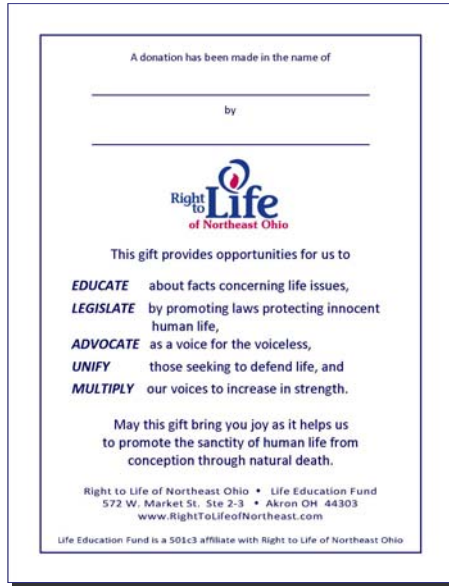 A donation has been made in the name of
by
Right
to Life
of Northeast Ohio
This gift provides opportunities for us to
EDUCATE about facts concerning life issues,
LEGISLATE by promoting laws protecting innocent
human life,
ADVOCATE as a voice for the voiceless,
UNIFY those seeking to defend life, and
MULTIPLY our voices to increase in strength.
May this gift bring you joy as it helps us
to promote the sanctity of human life from
conception through natural death.
Right to Life of Northeast Ohio • Life Education Fund
572 W. Market St. Ste 2-3 • Akron OH 44303
www.RightToLifeofNortheast.com
Life Education Fund is a 501c3 affiliate with Right to Life of Northeast Ohio